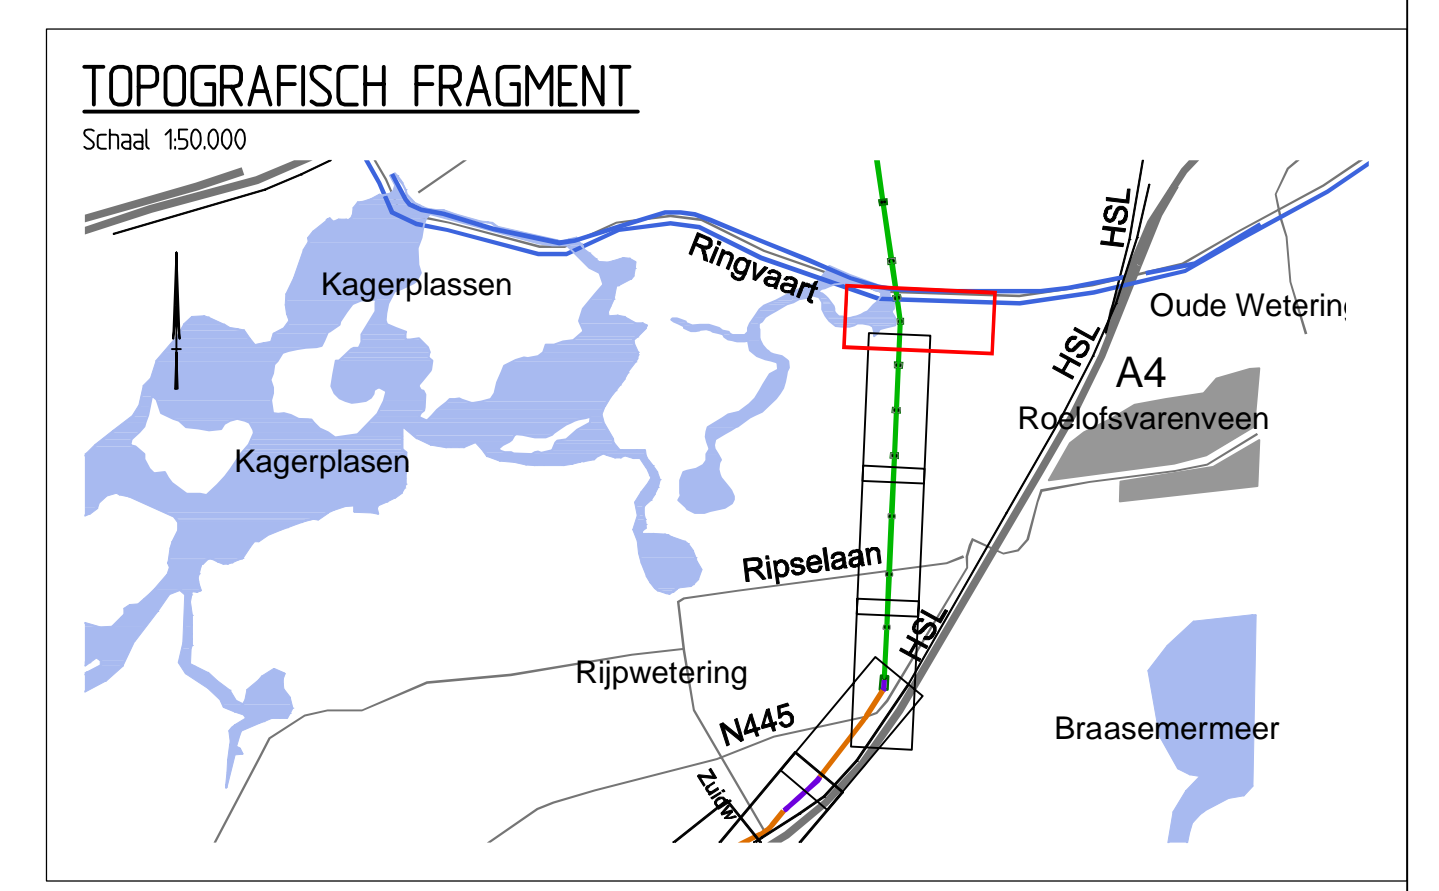 TOPOGRAFISCH FRAGMENT
Schaal 1:50.000
HSL
Ringvaart
Kagerplassen
Oude Wetering
HSL
A4
Roelofsvarenveen
Kagerplasen
Ripselaan
HSL
Rijpwetering
N445
Braasemermeer
Zuidw